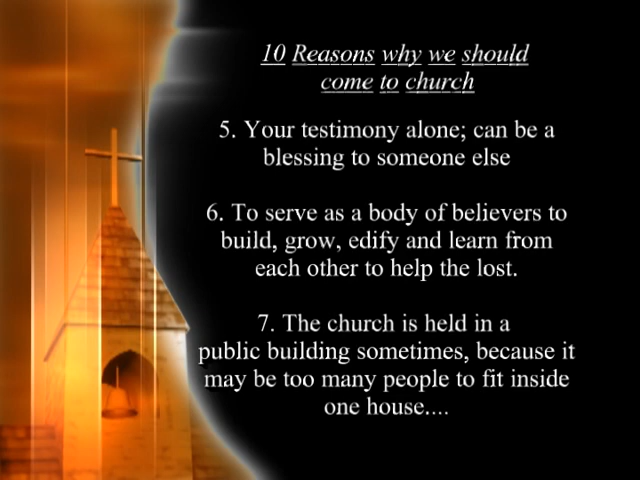 10 Reasons why we should
come to church
5. Your testimony alone; can be a
blessing to someone else
6. To serve as a body of believers to
build, grow, edify and learn from
each other to help the lost.
7. The church is held in a
public building sometimes, because it
may be too many people to fit inside
one house....